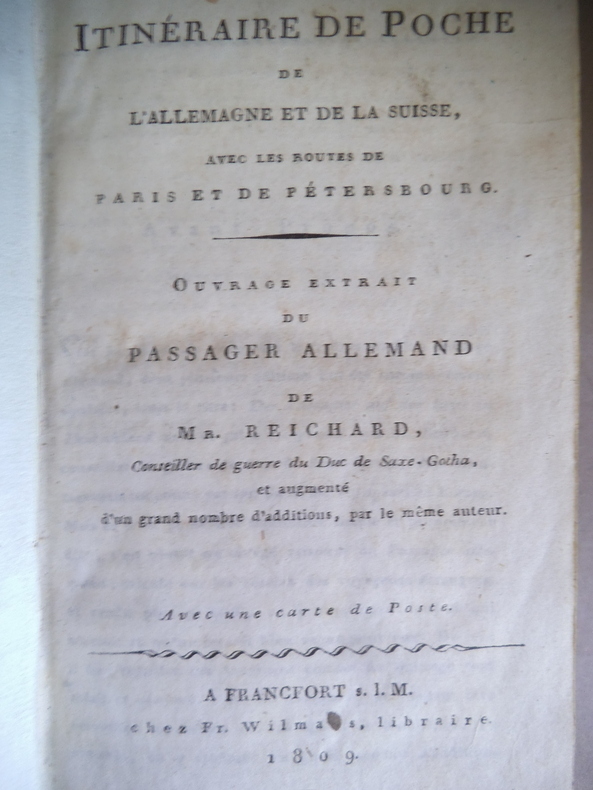 ITINÉRAIRE DE POCHE
DE
L'ALLEMAGNE ET DE LA SUISSE,
AVEC LES ROUTES DE
PARIS ET DE PÉTERSBOURG.
OUVRAGE EXTRAIT
DU
PASSAGER ALLEMAND
DE
MR. REICHARD,
Conseiller de guerre du Duc de Saxe-Gotha,
et augmenté
d'un grand nombre d'additions, par le même auteur.
Avec une carte de Poste.
A FRANCFORT s. l. M.
chez Fr. Wilmans, libraire.
1809.